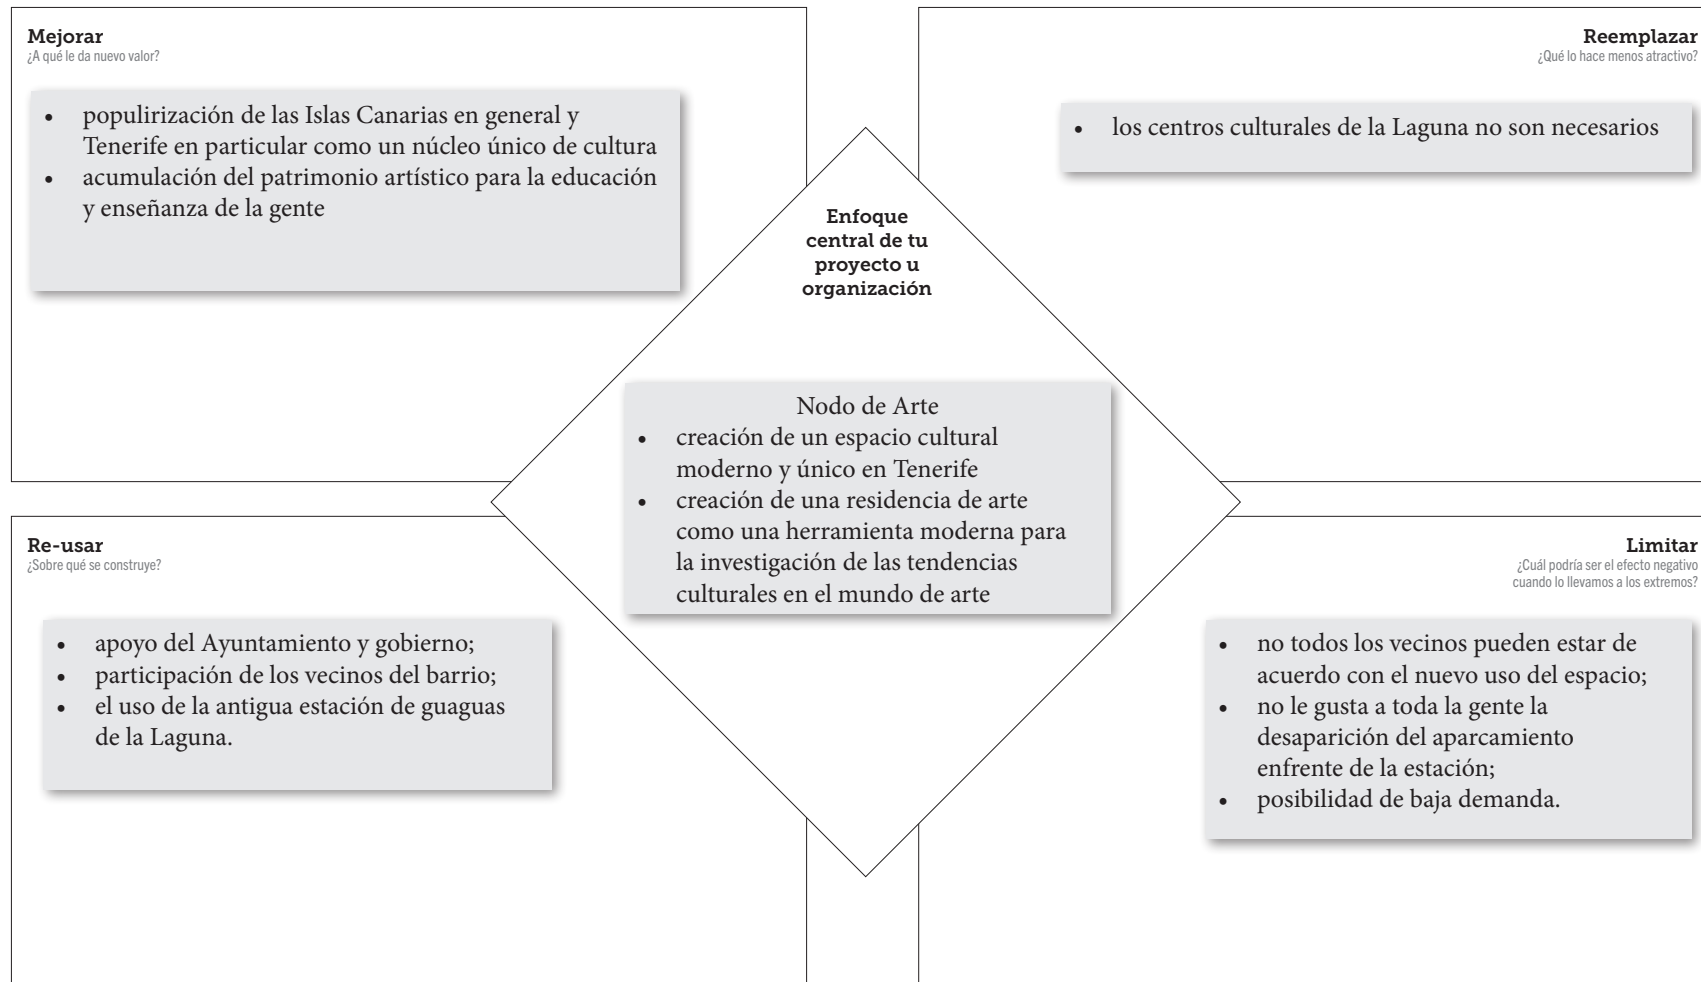 Mejorar
¿A qué le da nuevo valor?
• populirización de las Islas Canarias en general y
Tenerife en particular como un núcleo único de cultura
• acumulación del patrimonio artístico para la educación
y enseñanza de la gente
Reemplazar
¿Qué lo hace menos atractivo?
• los centros culturales de la Laguna no son necesarios
Enfoque
central de tu
proyecto u
organización
Nodo de Arte
• creación de un espacio cultural
moderno y único en Tenerife
• creación de una residencia de arte
como una herramienta moderna para
la investigación de las tendencias
culturales en el mundo de arte
Re-usar
¿Sobre qué se construye?
• apoyo del Ayuntamiento y gobierno;
• participación de los vecinos del barrio;
• el uso de la antigua estación de guaguas
de la Laguna.
Limitar
¿Cuál podría ser el efecto negativo
cuando lo llevamos a los extremos?
• no todos los vecinos pueden estar de
acuerdo con el nuevo uso del espacio;
• no le gusta a toda la gente la
desaparición del aparcamiento
enfrente de la estación;
• posibilidad de baja demanda.